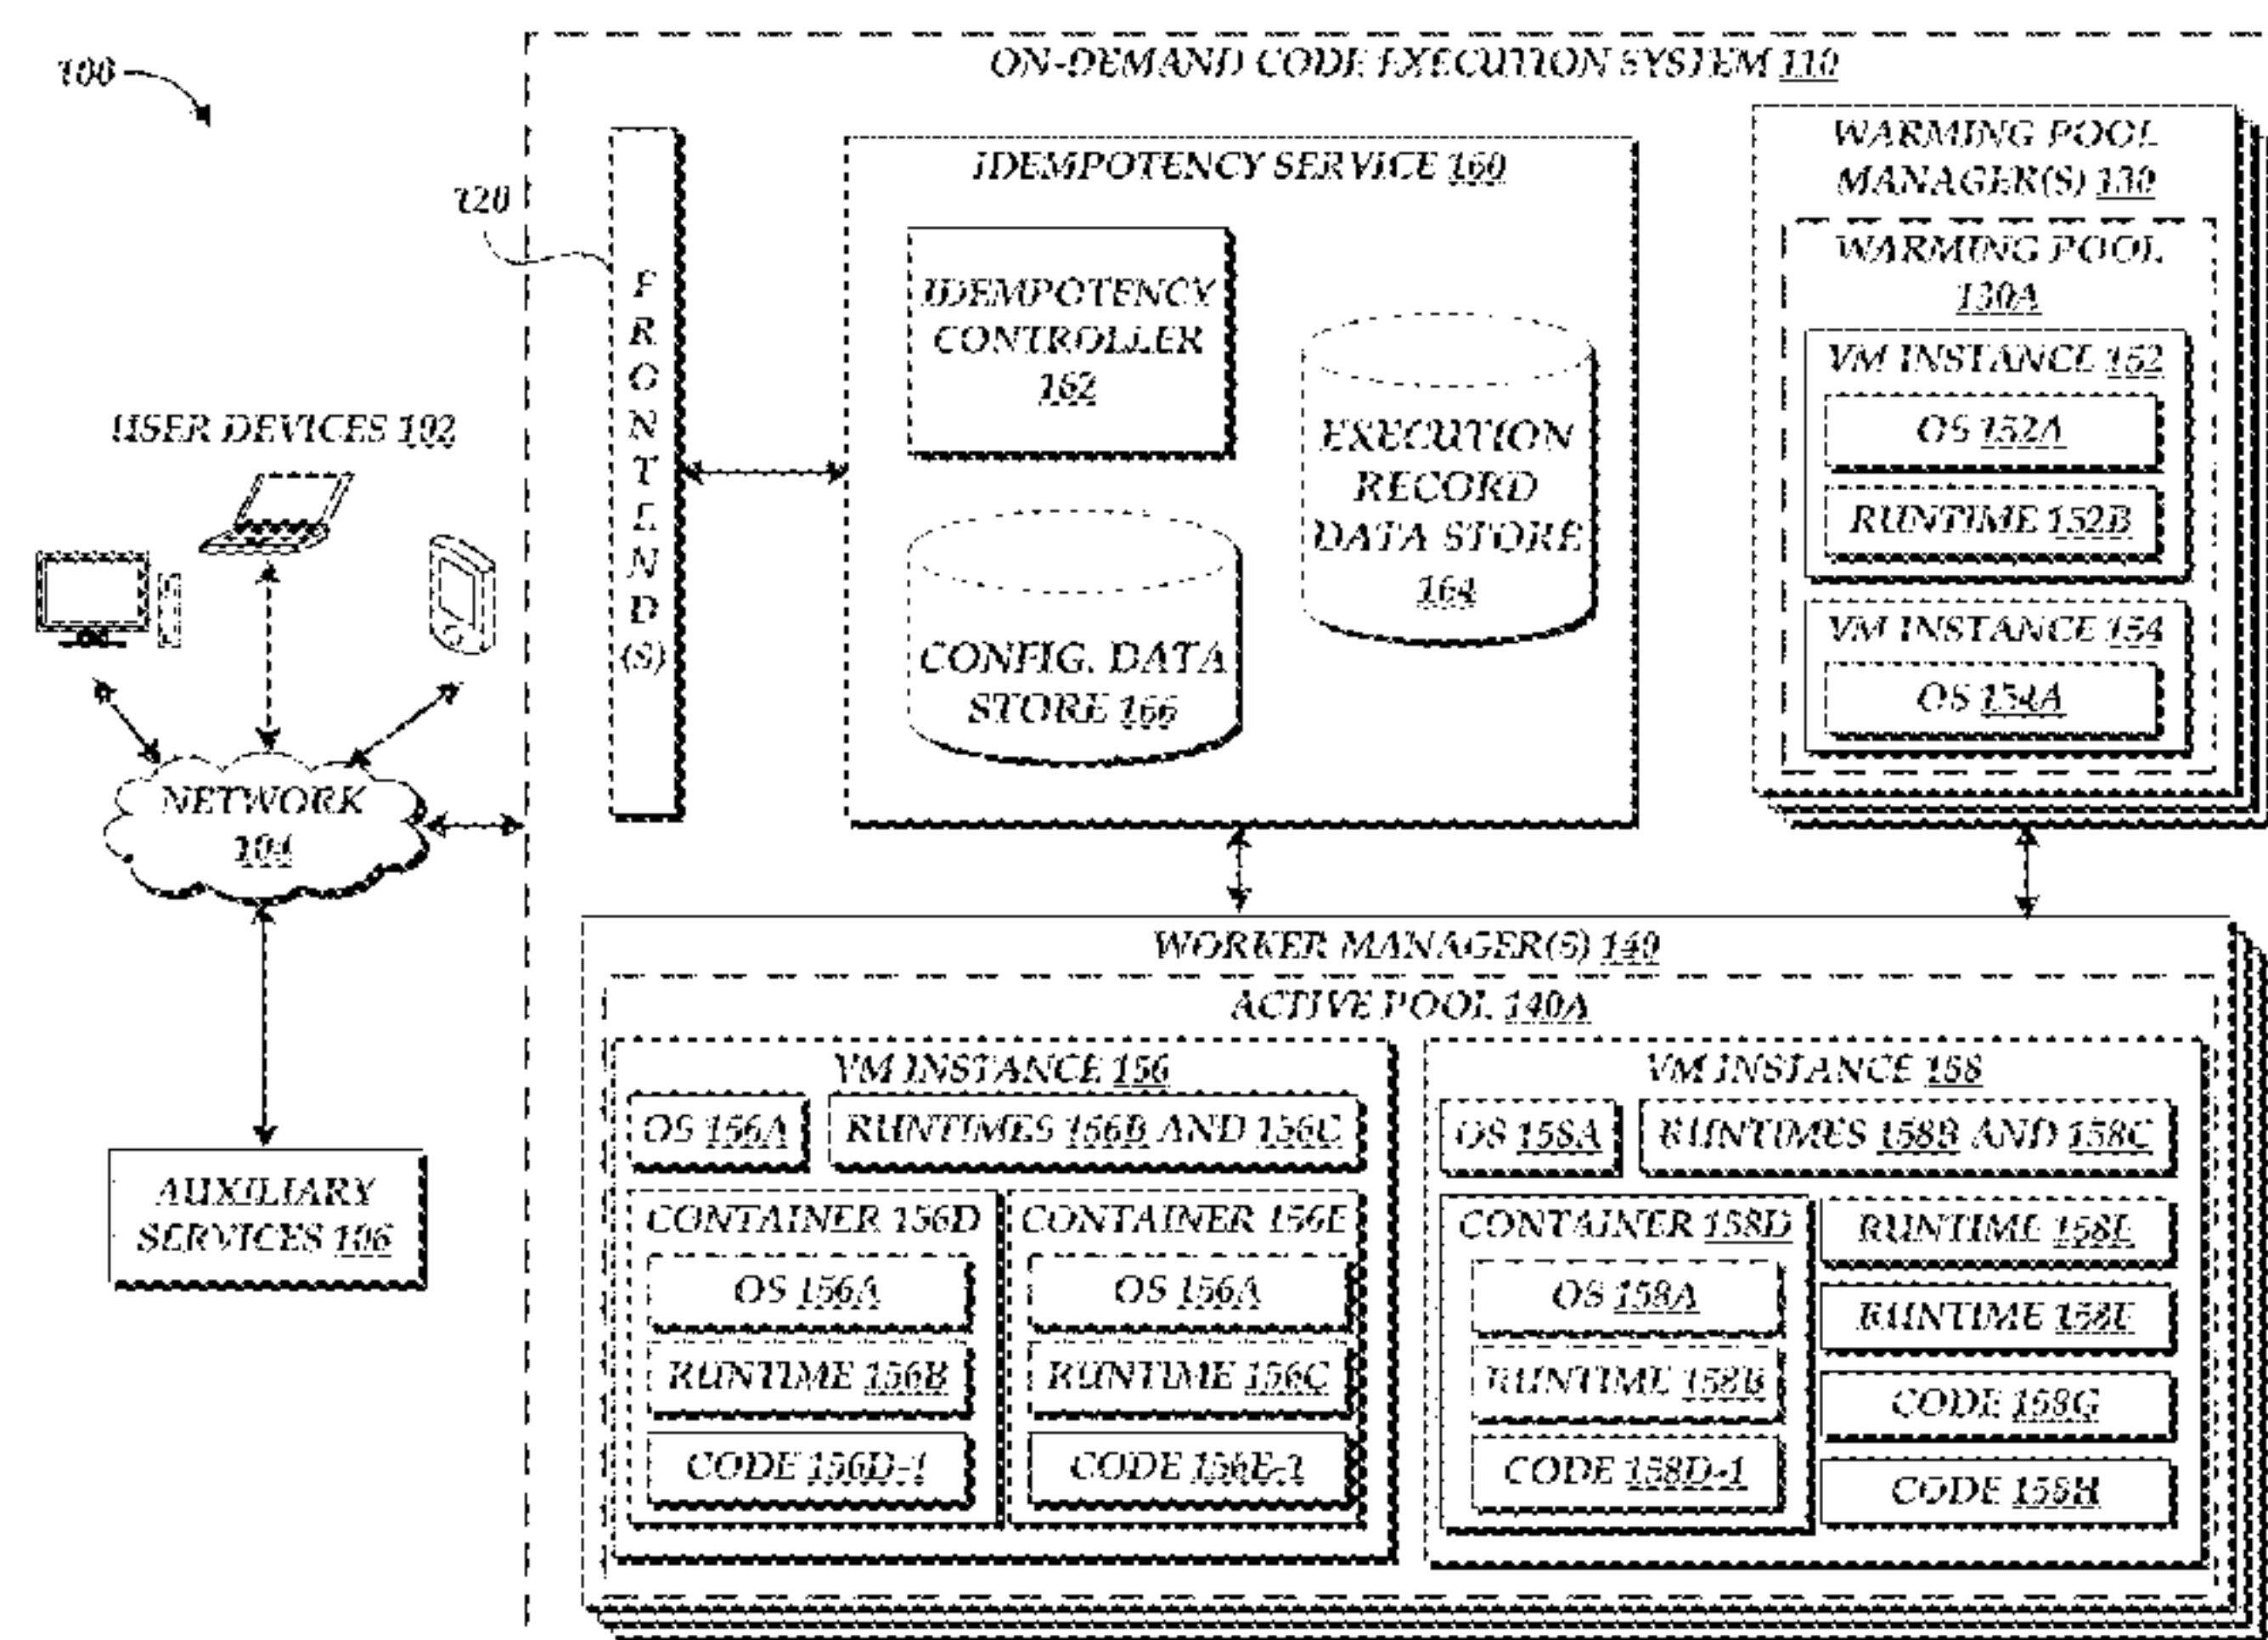 100
ON-DEMAND CODE EXECUTION SYSTEM 110
120
FRONTEND(S)
IDEMPOTENCY SERVICE 160
IDEMPOTENCY
CONTROLLER
162
EXECUTION
RECORD
DATA STORE
164
CONFIG. DATA
STORE 166
WARMING POOL
MANAGER(S) 130
WARMING POOL
130A
VM INSTANCE 152
OS 152A
RUNTIME 152B
VM INSTANCE 154
OS 154A
USER DEVICES 102
NETWORK
104
AUXILIARY
SERVICES 106
WORKER MANAGER(S) 140
ACTIVE POOL 140A
VM INSTANCE 156
OS 156A
RUNTIMES 156B AND 156C
CONTAINER 156D
OS 156A
RUNTIME 156B
CODE 156D-1
CONTAINER 156E
OS 156A
RUNTIME 156C
CODE 156E-1
VM INSTANCE 158
OS 158A
RUNTIMES 158B AND 158C
CONTAINER 158D
OS 158A
RUNTIME 158B
CODE 158D-1
RUNTIME 158E
RUNTIME 158F
CODE 158G
CODE 158H